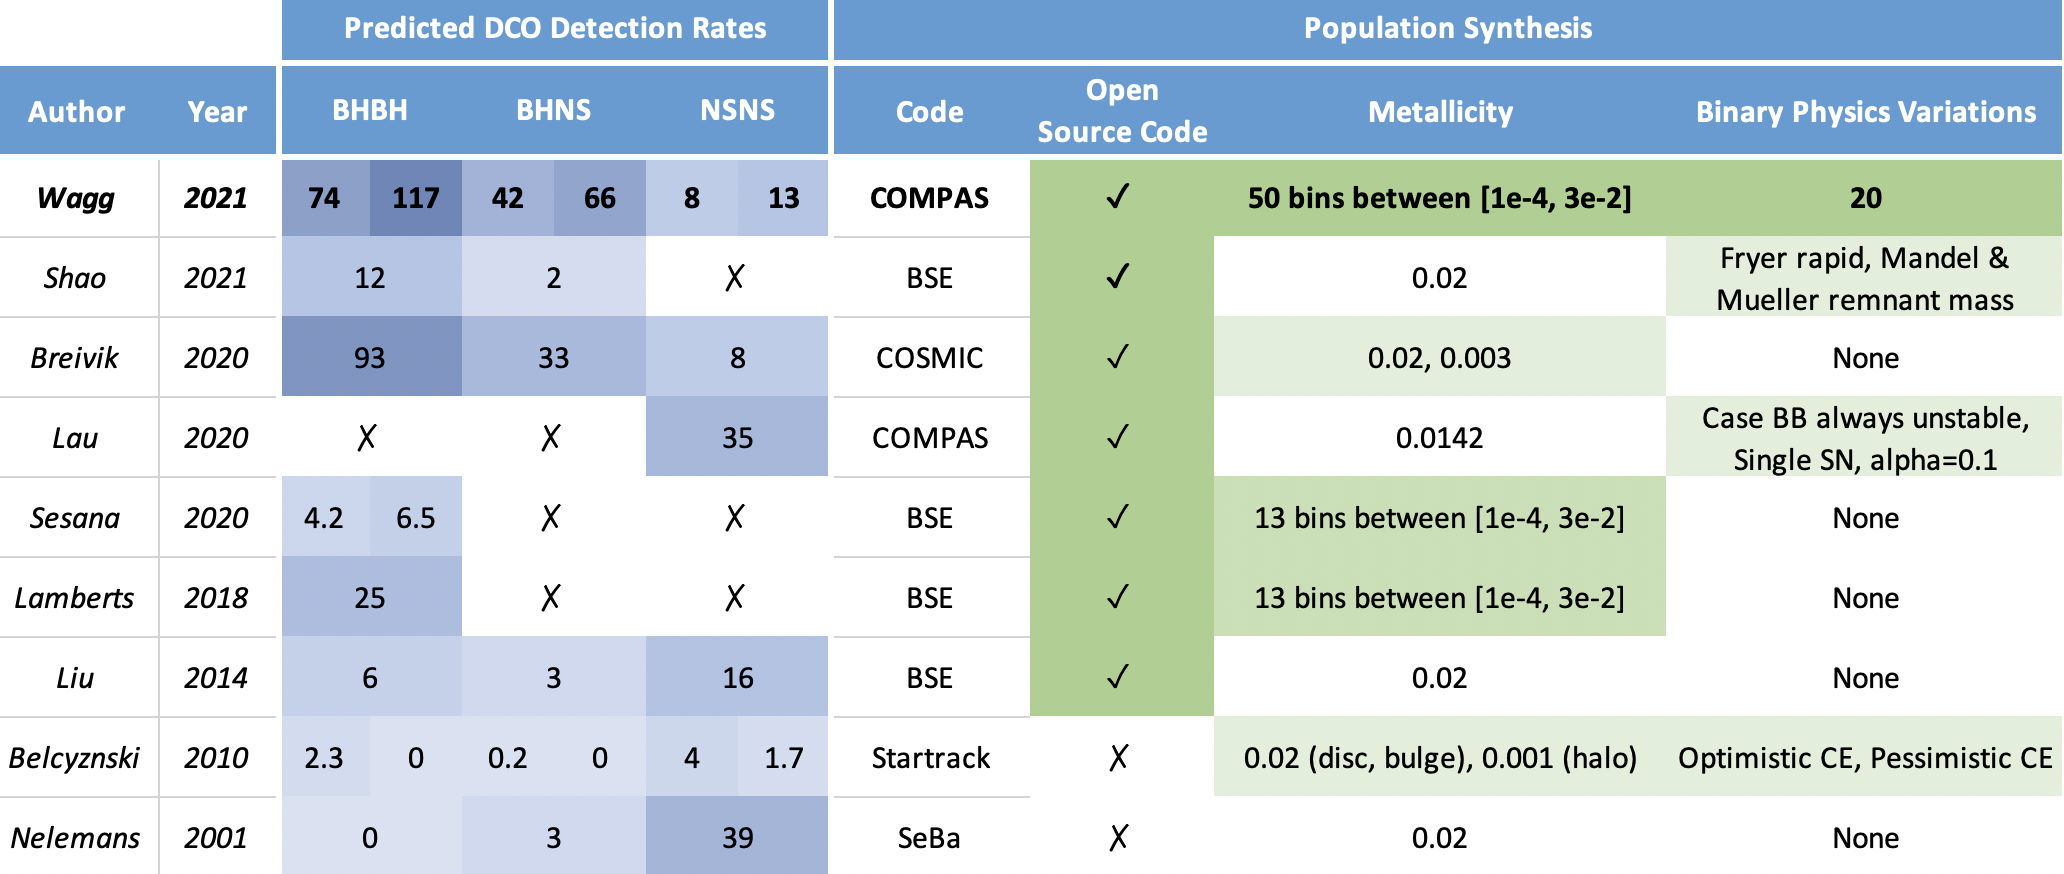 Predicted DCO Detection Rates Population Synthesis
Author Year BHBH BHNS NSNS Code Open Source Code Metallicity Binary Physics Variations
Wagg 2021 74 117 42 66 8 13 COMPAS ✓ 50 bins between [1e-4, 3e-2] 20
Shao 2021 12 2 ✗ BSE ✓ 0.02 Fryer rapid, Mandel & Mueller remnant mass
Breivik 2020 93 33 8 COSMIC ✓ 0.02, 0.003 None
Lau 2020 ✗ ✗ 35 COMPAS ✓ 0.0142 Case BB always unstable, Single SN, alpha=0.1
Sesana 2020 4.2 6.5 ✗ ✗ BSE ✓ 13 bins between [1e-4, 3e-2] None
Lamberts 2018 25 ✗ ✗ BSE ✓ 13 bins between [1e-4, 3e-2] None
Liu 2014 6 3 16 BSE ✓ 0.02 None
Belcyznski 2010 2.3 0 0.2 0 4 1.7 Startrack ✗ 0.02 (disc, bulge), 0.001 (halo) Optimistic CE, Pessimistic CE
Nelemans 2001 0 3 39 SeBa ✗ 0.02 None